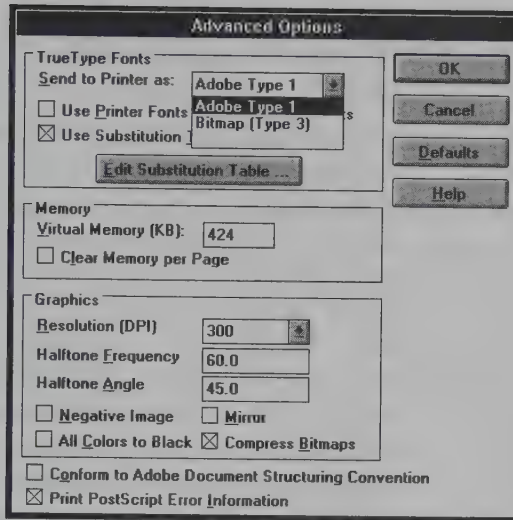 Advanced Options
TrueType Fonts
Send to Printer as: Adobe Type 1
Adobe Type 1
Bitmap (Type 3)
Use Printer Fonts
Use Substitution
Edit Substitution Table ...
OK
Cancel
Defaults
Help
Memory
Virtual Memory (KB): 424
Clear Memory per Page
Graphics
Resolution (DPI) 300
Halftone Frequency 60.0
Halftone Angle 45.0
Negative Image Mirror
All Colors to Black Compress Bitmaps
Conform to Adobe Document Structuring Convention
Print PostScript Error Information